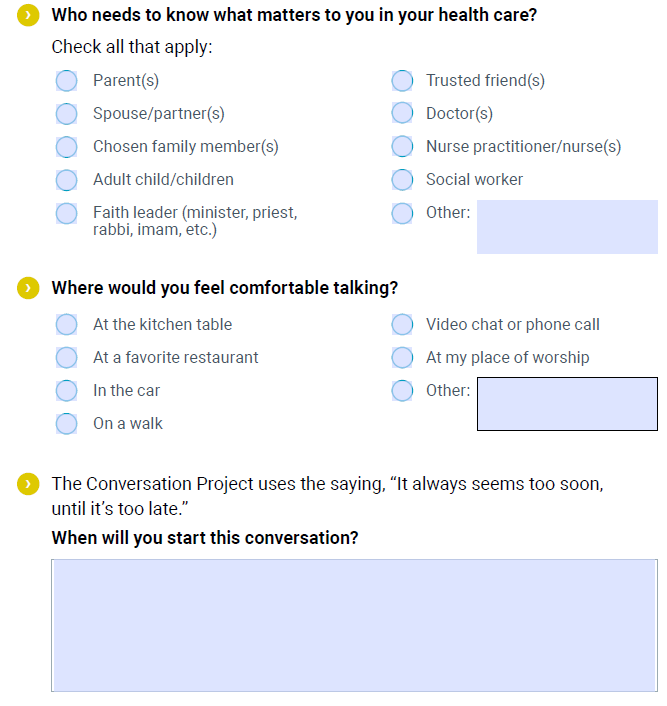 Who needs to know what matters to you in your health care?
Check all that apply:
Parent(s)
Spouse/partner(s)
Chosen family member(s)
Adult child/children
Faith leader (minister, priest,
rabbi, imam, etc.)
Trusted friend(s)
Doctor(s)
Nurse practitioner/nurse(s)
Social worker
Other:
Where would you feel comfortable talking?
At the kitchen table
At a favorite restaurant
In the car
On a walk
Video chat or phone call
At my place of worship
Other:
The Conversation Project uses the saying, “It always seems too soon,
until it’s too late.”
When will you start this conversation?